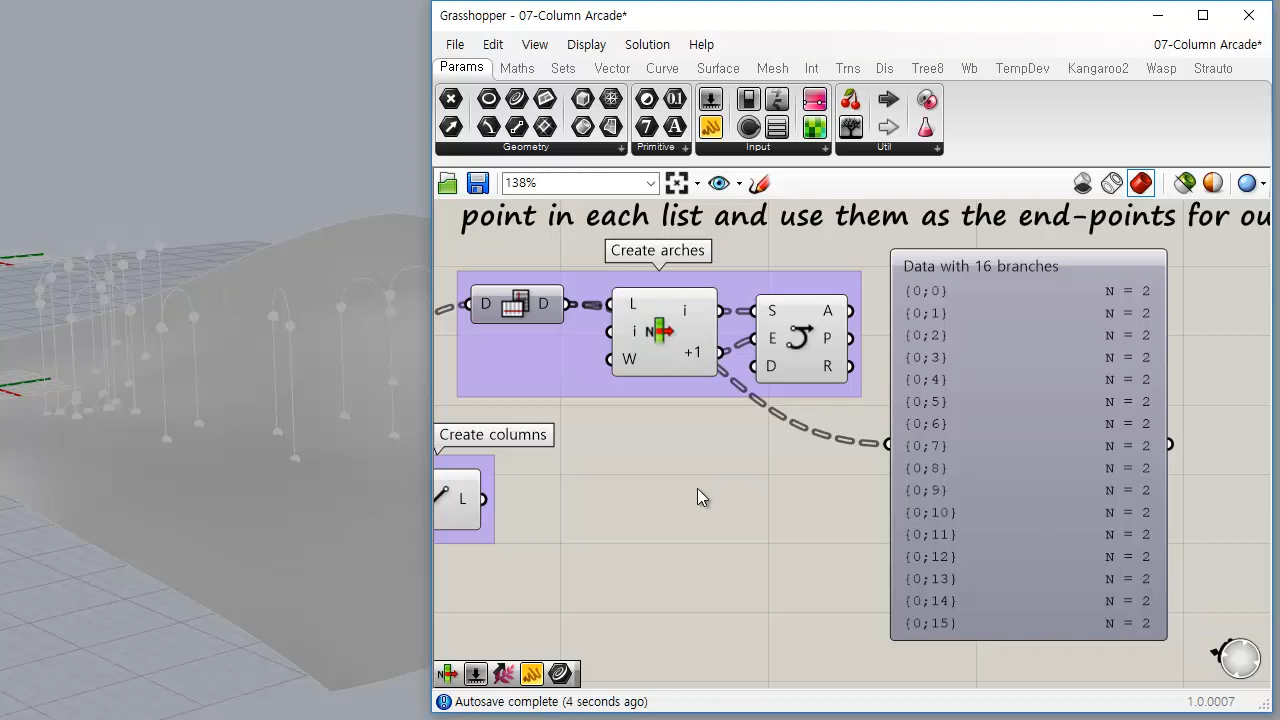 Grasshopper - 07-Column Arcade*
File Edit View Display Solution Help 07-Column Arcade*
Params Maths Sets Vector Curve Surface Mesh Int Trns Dis Tree8 Wb TempDev Kangaroo2 Wasp Strauto
Geometry Primitive Input Util
138%
point in each list and use them as the end-points for ou
Create arches
D D
L i
i N
W +1
S A
E P
D R
Create columns
L
Data with 16 branches
{0;0} N = 2
{0;1} N = 2
{0;2} N = 2
{0;3} N = 2
{0;4} N = 2
{0;5} N = 2
{0;6} N = 2
{0;7} N = 2
{0;8} N = 2
{0;9} N = 2
{0;10} N = 2
{0;11} N = 2
{0;12} N = 2
{0;13} N = 2
{0;14} N = 2
{0;15} N = 2
Autosave complete (4 seconds ago) 1.0.0007